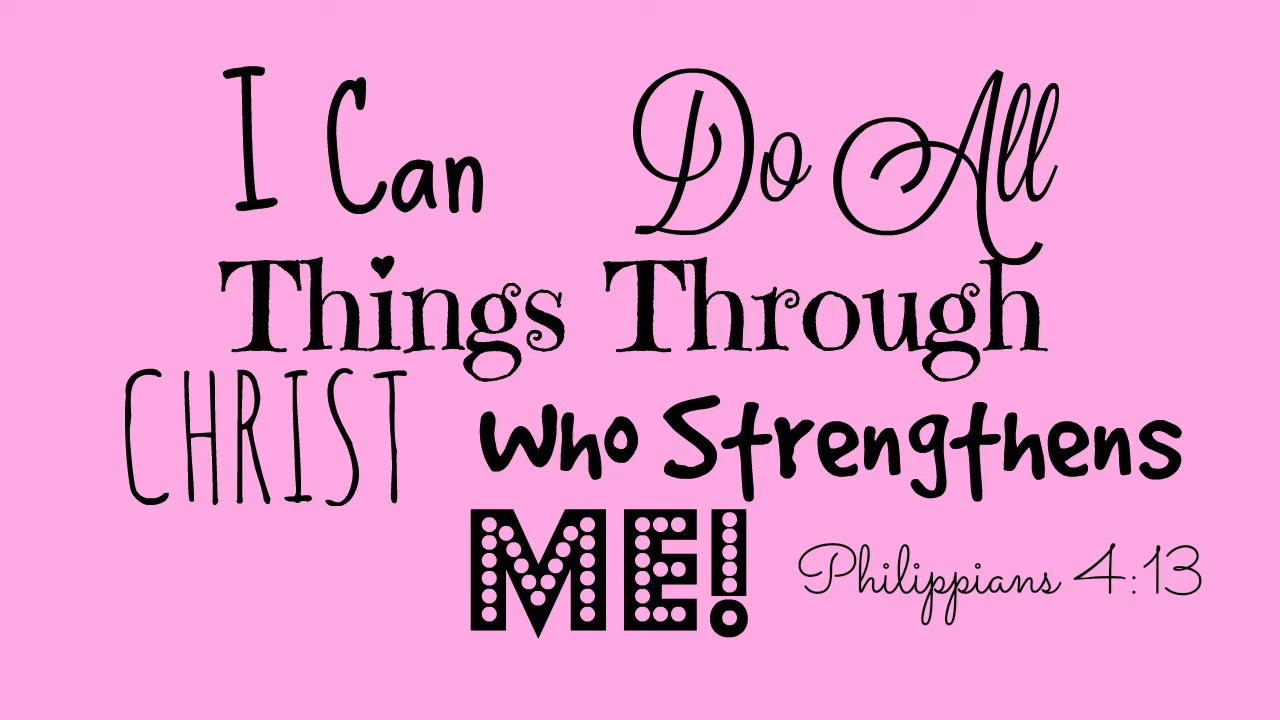 I Can Do All
Things Through
CHRIST Who Strengthens
ME! Philippians 4:13